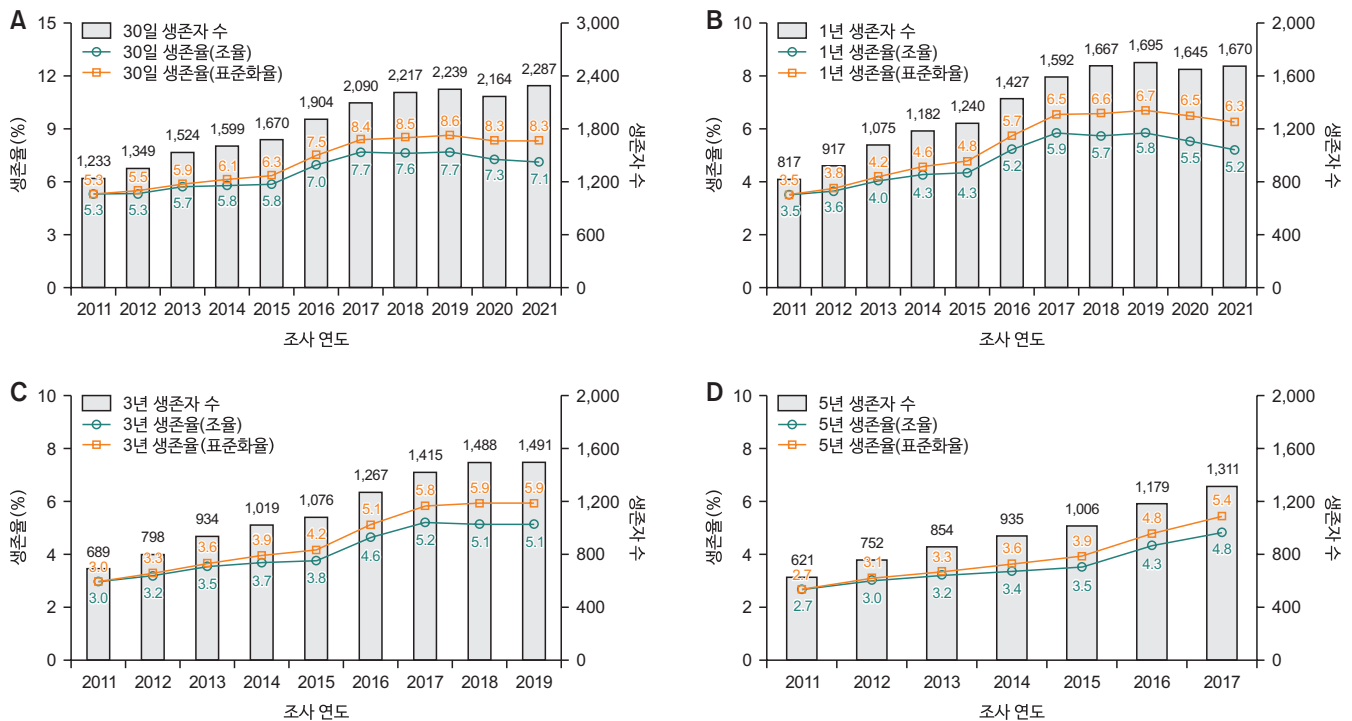 A
15
12
9
6
3
0
생존율(%)
30일 생존자 수
30일 생존율(조율)
30일 생존율(표준화율)
3,000
2,400
1,800
1,200
600
0
생존자 수
1,233 1,349 1,524 1,599 1,670 1,904 2,090 2,217 2,239 2,164 2,287
5.3 5.5 5.9 6.1 6.3 7.5 8.4 8.5 8.6 8.3 8.3
5.3 5.3 5.7 5.8 5.8 7.0 7.7 7.6 7.7 7.3 7.1
2011 2012 2013 2014 2015 2016 2017 2018 2019 2020 2021
조사 연도
B
10
8
6
4
2
0
생존율(%)
1년 생존자 수
1년 생존율(조율)
1년 생존율(표준화율)
2,000
1,600
1,200
800
400
0
생존자 수
817 917 1,075 1,182 1,240 1,427 1,592 1,667 1,695 1,645 1,670
3.5 3.8 4.2 4.6 4.8 5.7 6.5 6.6 6.7 6.5 6.3
3.5 3.6 4.0 4.3 4.3 5.2 5.9 5.7 5.8 5.5 5.2
2011 2012 2013 2014 2015 2016 2017 2018 2019 2020 2021
조사 연도
C
10
8
6
4
2
0
생존율(%)
3년 생존자 수
3년 생존율(조율)
3년 생존율(표준화율)
2,000
1,600
1,200
800
400
0
생존자 수
689 798 934 1,019 1,076 1,267 1,415 1,488 1,491
3.0 3.3 3.6 3.9 4.2 5.1 5.8 5.9 5.9
3.0 3.2 3.5 3.7 3.8 4.6 5.2 5.1 5.1
2011 2012 2013 2014 2015 2016 2017 2018 2019
조사 연도
D
10
8
6
4
2
0
생존율(%)
5년 생존자 수
5년 생존율(조율)
5년 생존율(표준화율)
2,000
1,600
1,200
800
400
0
생존자 수
621 752 854 935 1,006 1,179 1,311
2.7 3.1 3.3 3.6 3.9 4.8 5.4
2.7 3.0 3.2 3.4 3.5 4.3 4.8
2011 2012 2013 2014 2015 2016 2017
조사 연도